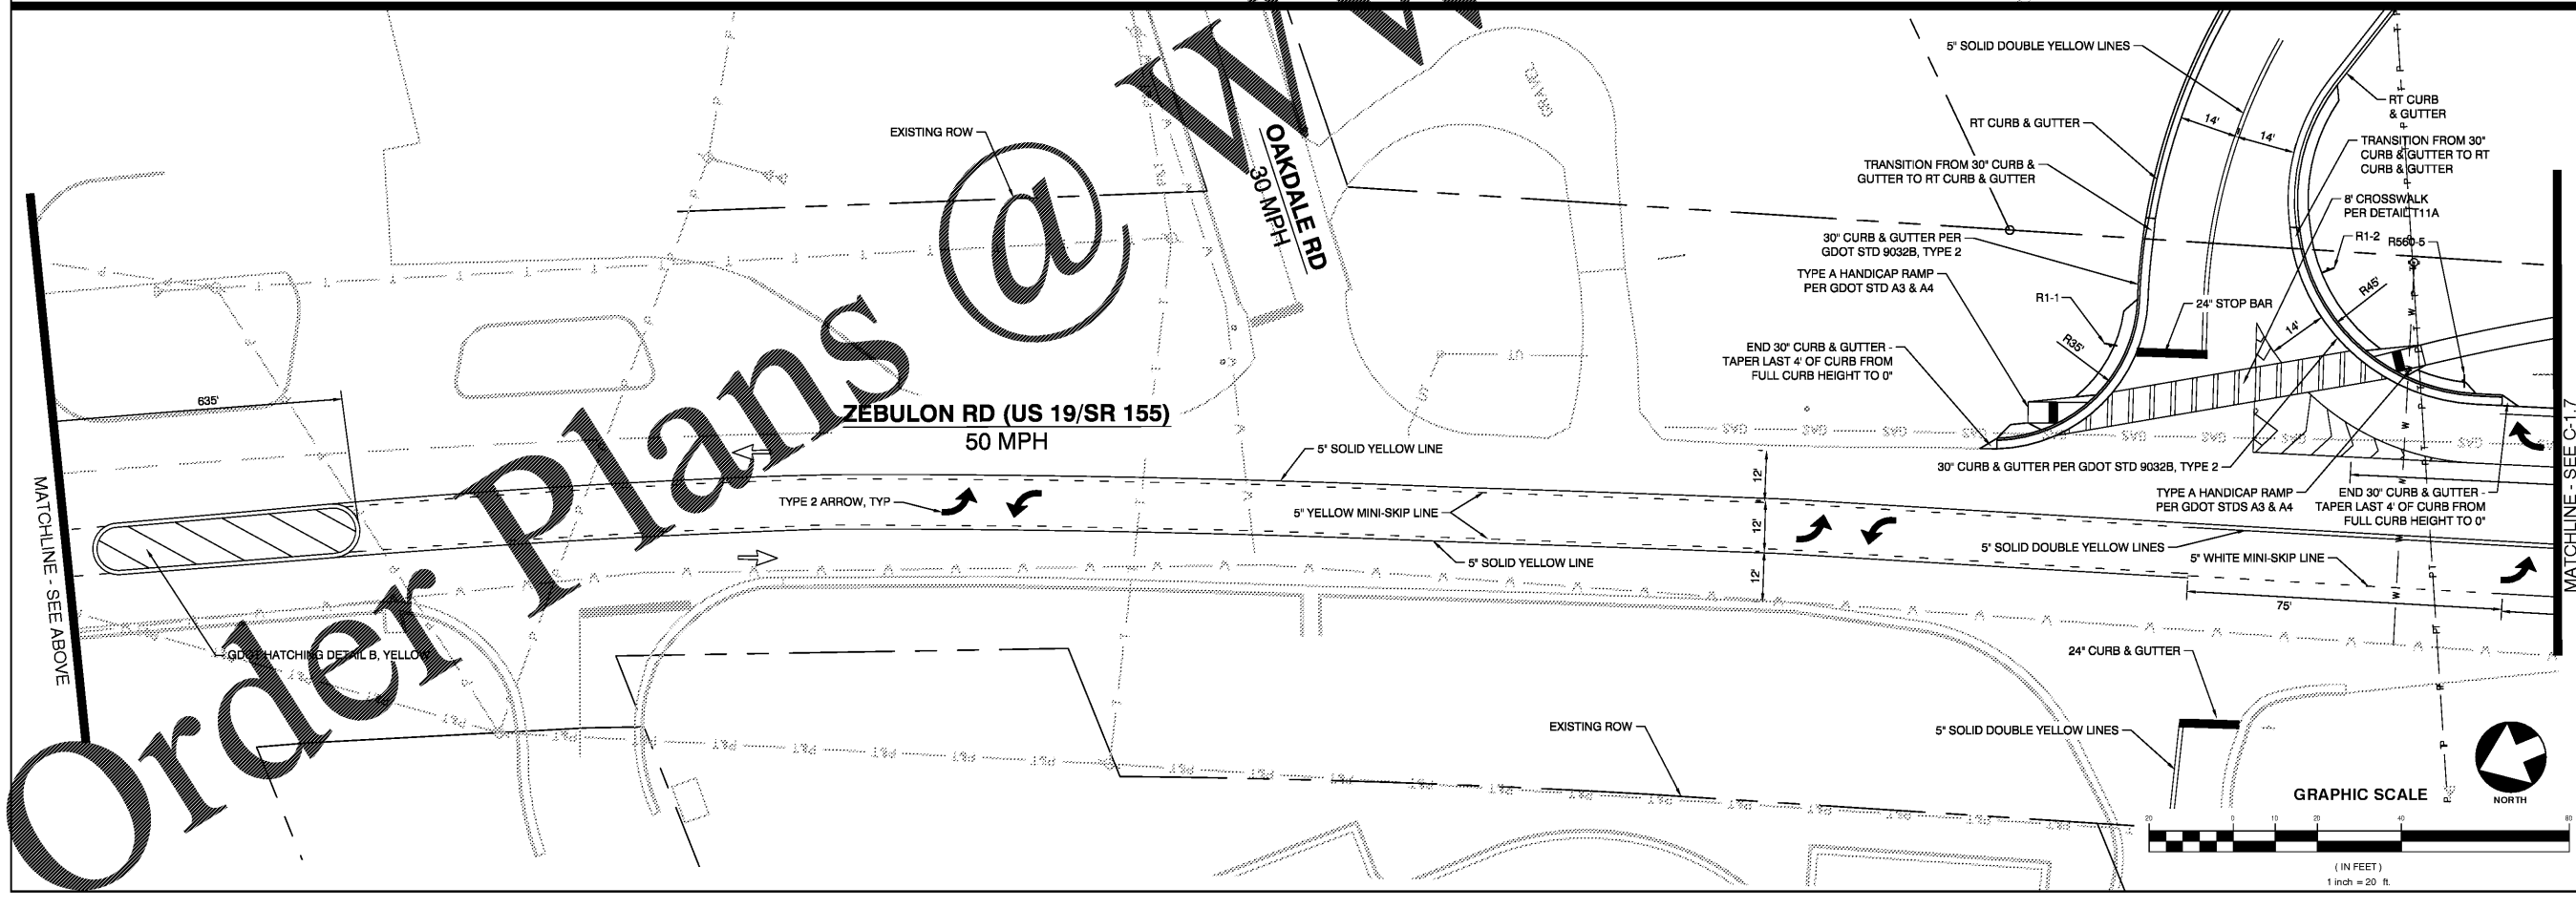 5" SOLID DOUBLE YELLOW LINES
RT CURB & GUTTER
TRANSITION FROM 30" CURB &
GUTTER TO RT CURB & GUTTER
30" CURB & GUTTER PER
GDOT STD 9032B, TYPE 2
TYPE A HANDICAP RAMP
PER GDOT STD A3 & A4
R1-1
END 30" CURB & GUTTER -
TAPER LAST 4' OF CURB FROM
FULL CURB HEIGHT TO 0"
14'
14'
RT CURB
& GUTTER
TRANSITION FROM 30"
CURB & GUTTER TO RT
CURB & GUTTER
8' CROSSWALK
PER DETAIL T11A
R1-2
R560-5
24" STOP BAR
R35'
R45'
14'
EXISTING ROW
OAKDALE RD
30 MPH
GRAVEL
635'
ZEBULON RD (US 19/SR 155)
50 MPH
5" SOLID YELLOW LINE
TYPE 2 ARROW, TYP
5" YELLOW MINI-SKIP LINE
5" SOLID YELLOW LINE
12'
12'
12'
30" CURB & GUTTER PER GDOT STD 9032B, TYPE 2
TYPE A HANDICAP RAMP
PER GDOT STDS A3 & A4
END 30" CURB & GUTTER -
TAPER LAST 4' OF CURB FROM
FULL CURB HEIGHT TO 0"
5" SOLID DOUBLE YELLOW LINES
5" WHITE MINI-SKIP LINE
75'
MATCHLINE - SEE ABOVE
MATCHLINE - SEE C-1.7
GDOT HATCHING DETAIL B, YELLOW
24" CURB & GUTTER
EXISTING ROW
5" SOLID DOUBLE YELLOW LINES
GRAPHIC SCALE
NORTH
20 0 10 20 40 80
( IN FEET )
1 inch = 20 ft.
Order Plans @ W